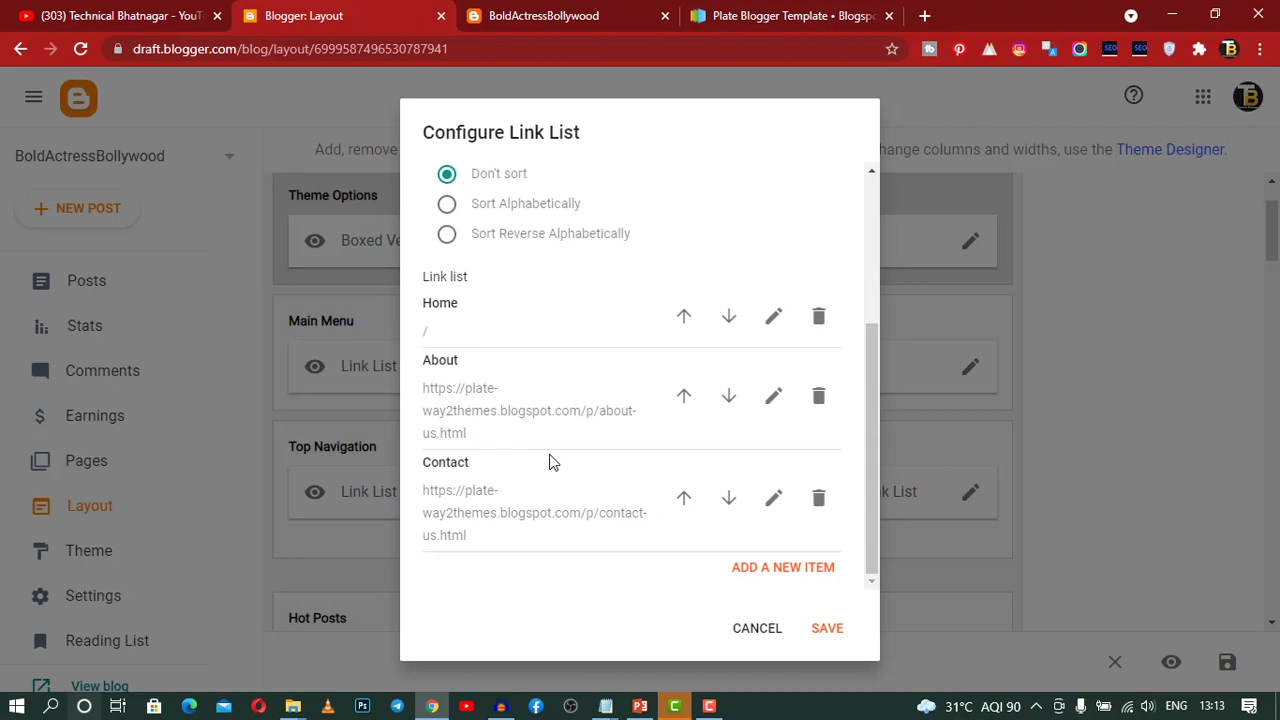 (303) Technical Bhatnagar - YouT
Blogger: Layout
BoldActressBollywood
Plate Blogger Template • Blogsp
draft.blogger.com/blog/layout/6999587496530787941
BoldActressBollywood
Add, remove
hange columns and widths, use the Theme Designer.
NEW POST
Posts
Stats
Comments
Earnings
Pages
Layout
Theme
Settings
Reading List
View blog
Theme Options
Boxed Ve
Main Menu
Link List
Top Navigation
Link List
k List
Hot Posts
Configure Link List
Don't sort
Sort Alphabetically
Sort Reverse Alphabetically
Link list
Home
/
About
https://plate-
way2themes.blogspot.com/p/about-
us.html
Contact
https://plate-
way2themes.blogspot.com/p/contact-
us.html
ADD A NEW ITEM
CANCEL
SAVE
31°C AQI 90
ENG
13:13